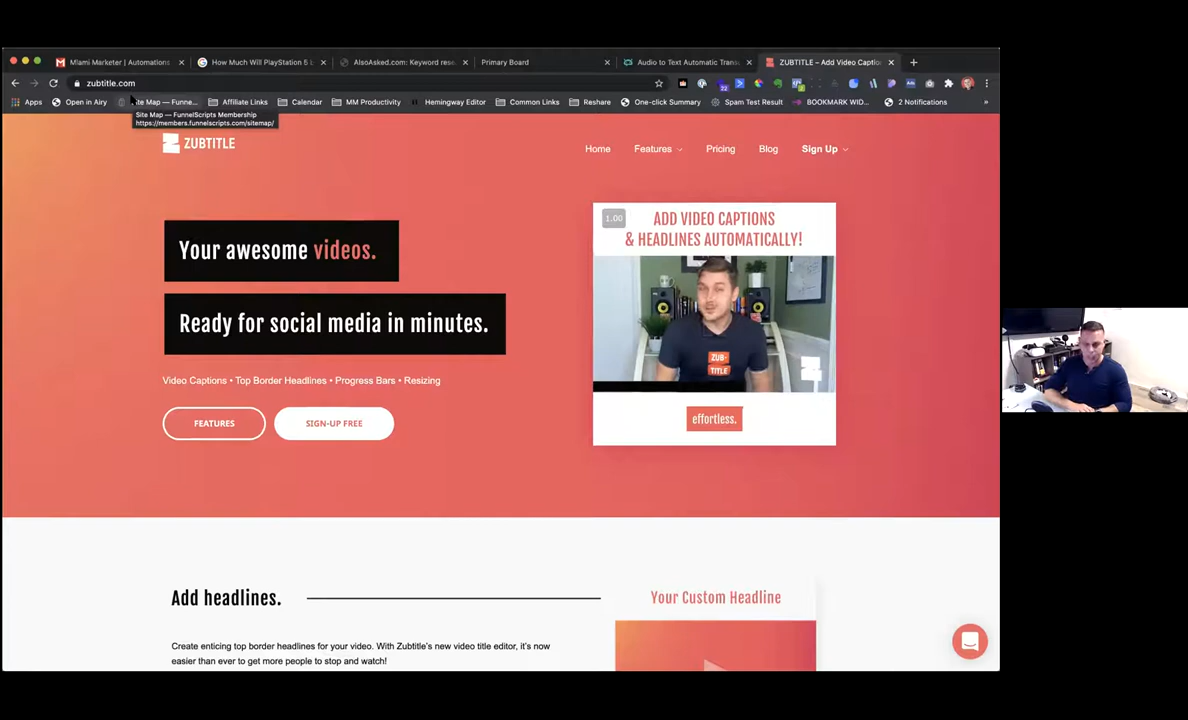 Miami Marketer | Automations
How Much Will PlayStation 5 b
AlsoAsked.com: Keyword rese
Primary Board
Audio to Text Automatic Trans
ZUBTITLE – Add Video Captio
zubtitle.com
Apps
Open in Airy
Site Map — Funne...
Affiliate Links
Calendar
MM Productivity
Hemingway Editor
Common Links
Reshare
One-click Summary
Spam Test Result
BOOKMARK WID...
2 Notifications
»
Site Map — FunnelScripts Membership
https://members.funnelscripts.com/sitemap/
ZUBTITLE
Home
Features
Pricing
Blog
Sign Up
1.00
ADD VIDEO CAPTIONS
& HEADLINES AUTOMATICALLY!
Your awesome videos.
Ready for social media in minutes.
ZUB-
TITLE
Video Captions • Top Border Headlines • Progress Bars • Resizing
FEATURES
SIGN-UP FREE
effortless.
Add headlines.
Your Custom Headline
Create enticing top border headlines for your video. With Zubtitle's new video title editor, it's now
easier than ever to get more people to stop and watch!